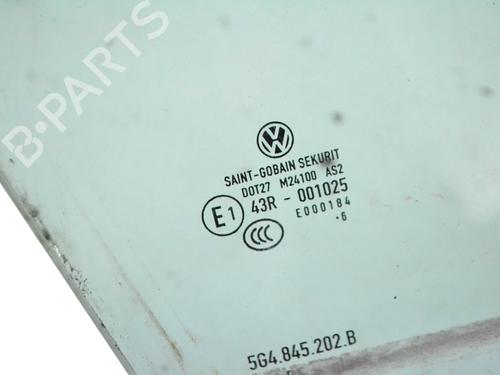 B-PARTS
SAINT-GOBAIN SEKURIT
DOT27 M24100 AS2
E1 43R - 001025
E000184
CCC .6
5G4.845.202.B